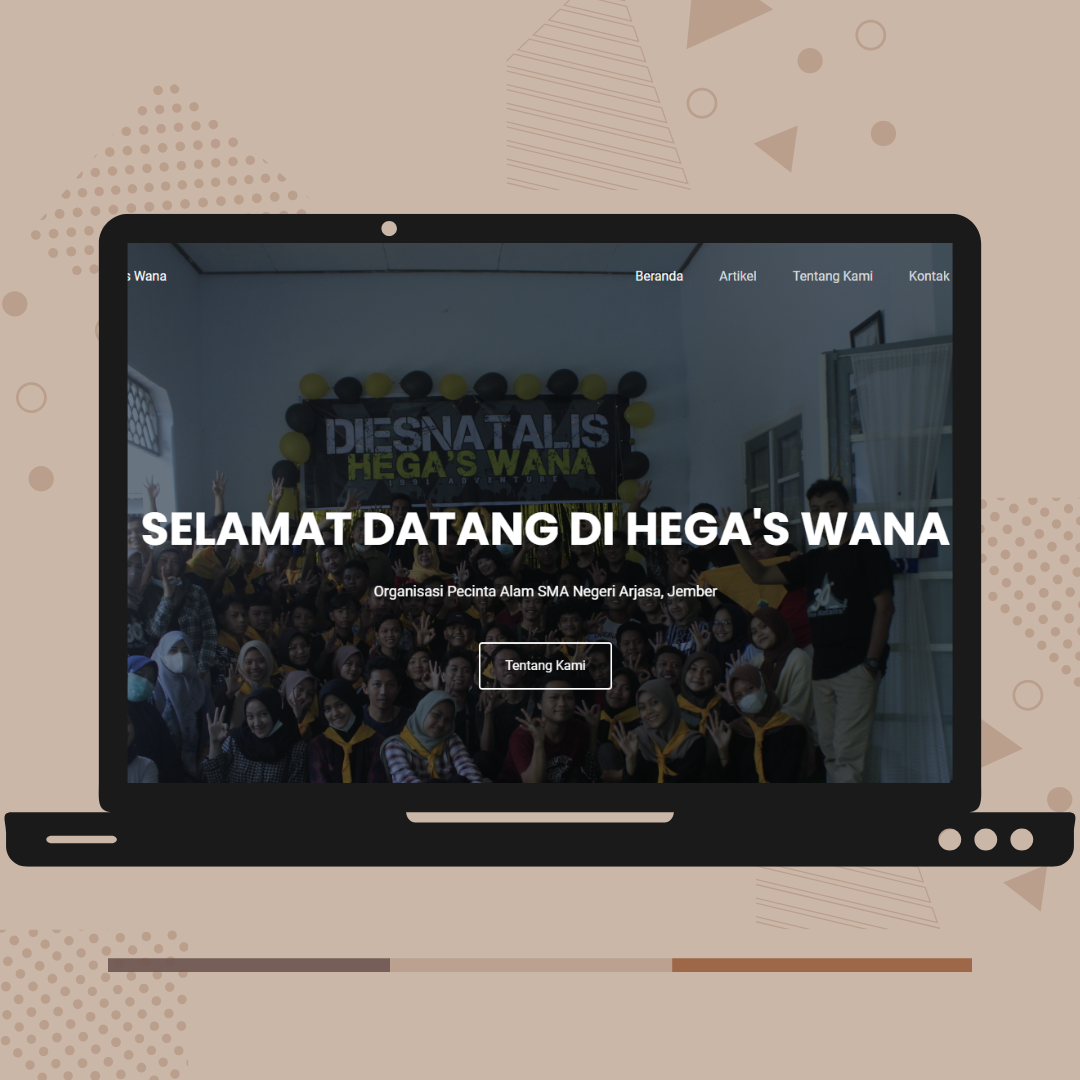 s Wana
Beranda Artikel Tentang Kami Kontak
DIESNATALIS
HEGA'S WANA
1991 ADVENTURE
SELAMAT DATANG DI HEGA'S WANA
Organisasi Pecinta Alam SMA Negeri Arjasa, Jember
Tentang Kami